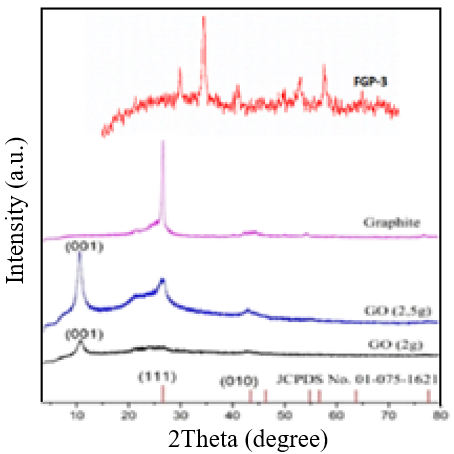 FGP-3
Intensity (a.u.)
Graphite
(001)
GO (2.5g)
(001)
GO (2g)
(111)
(010)
JCPDS No. 01-075-1621
10 20 30 40 50 60 70 80
2Theta (degree)